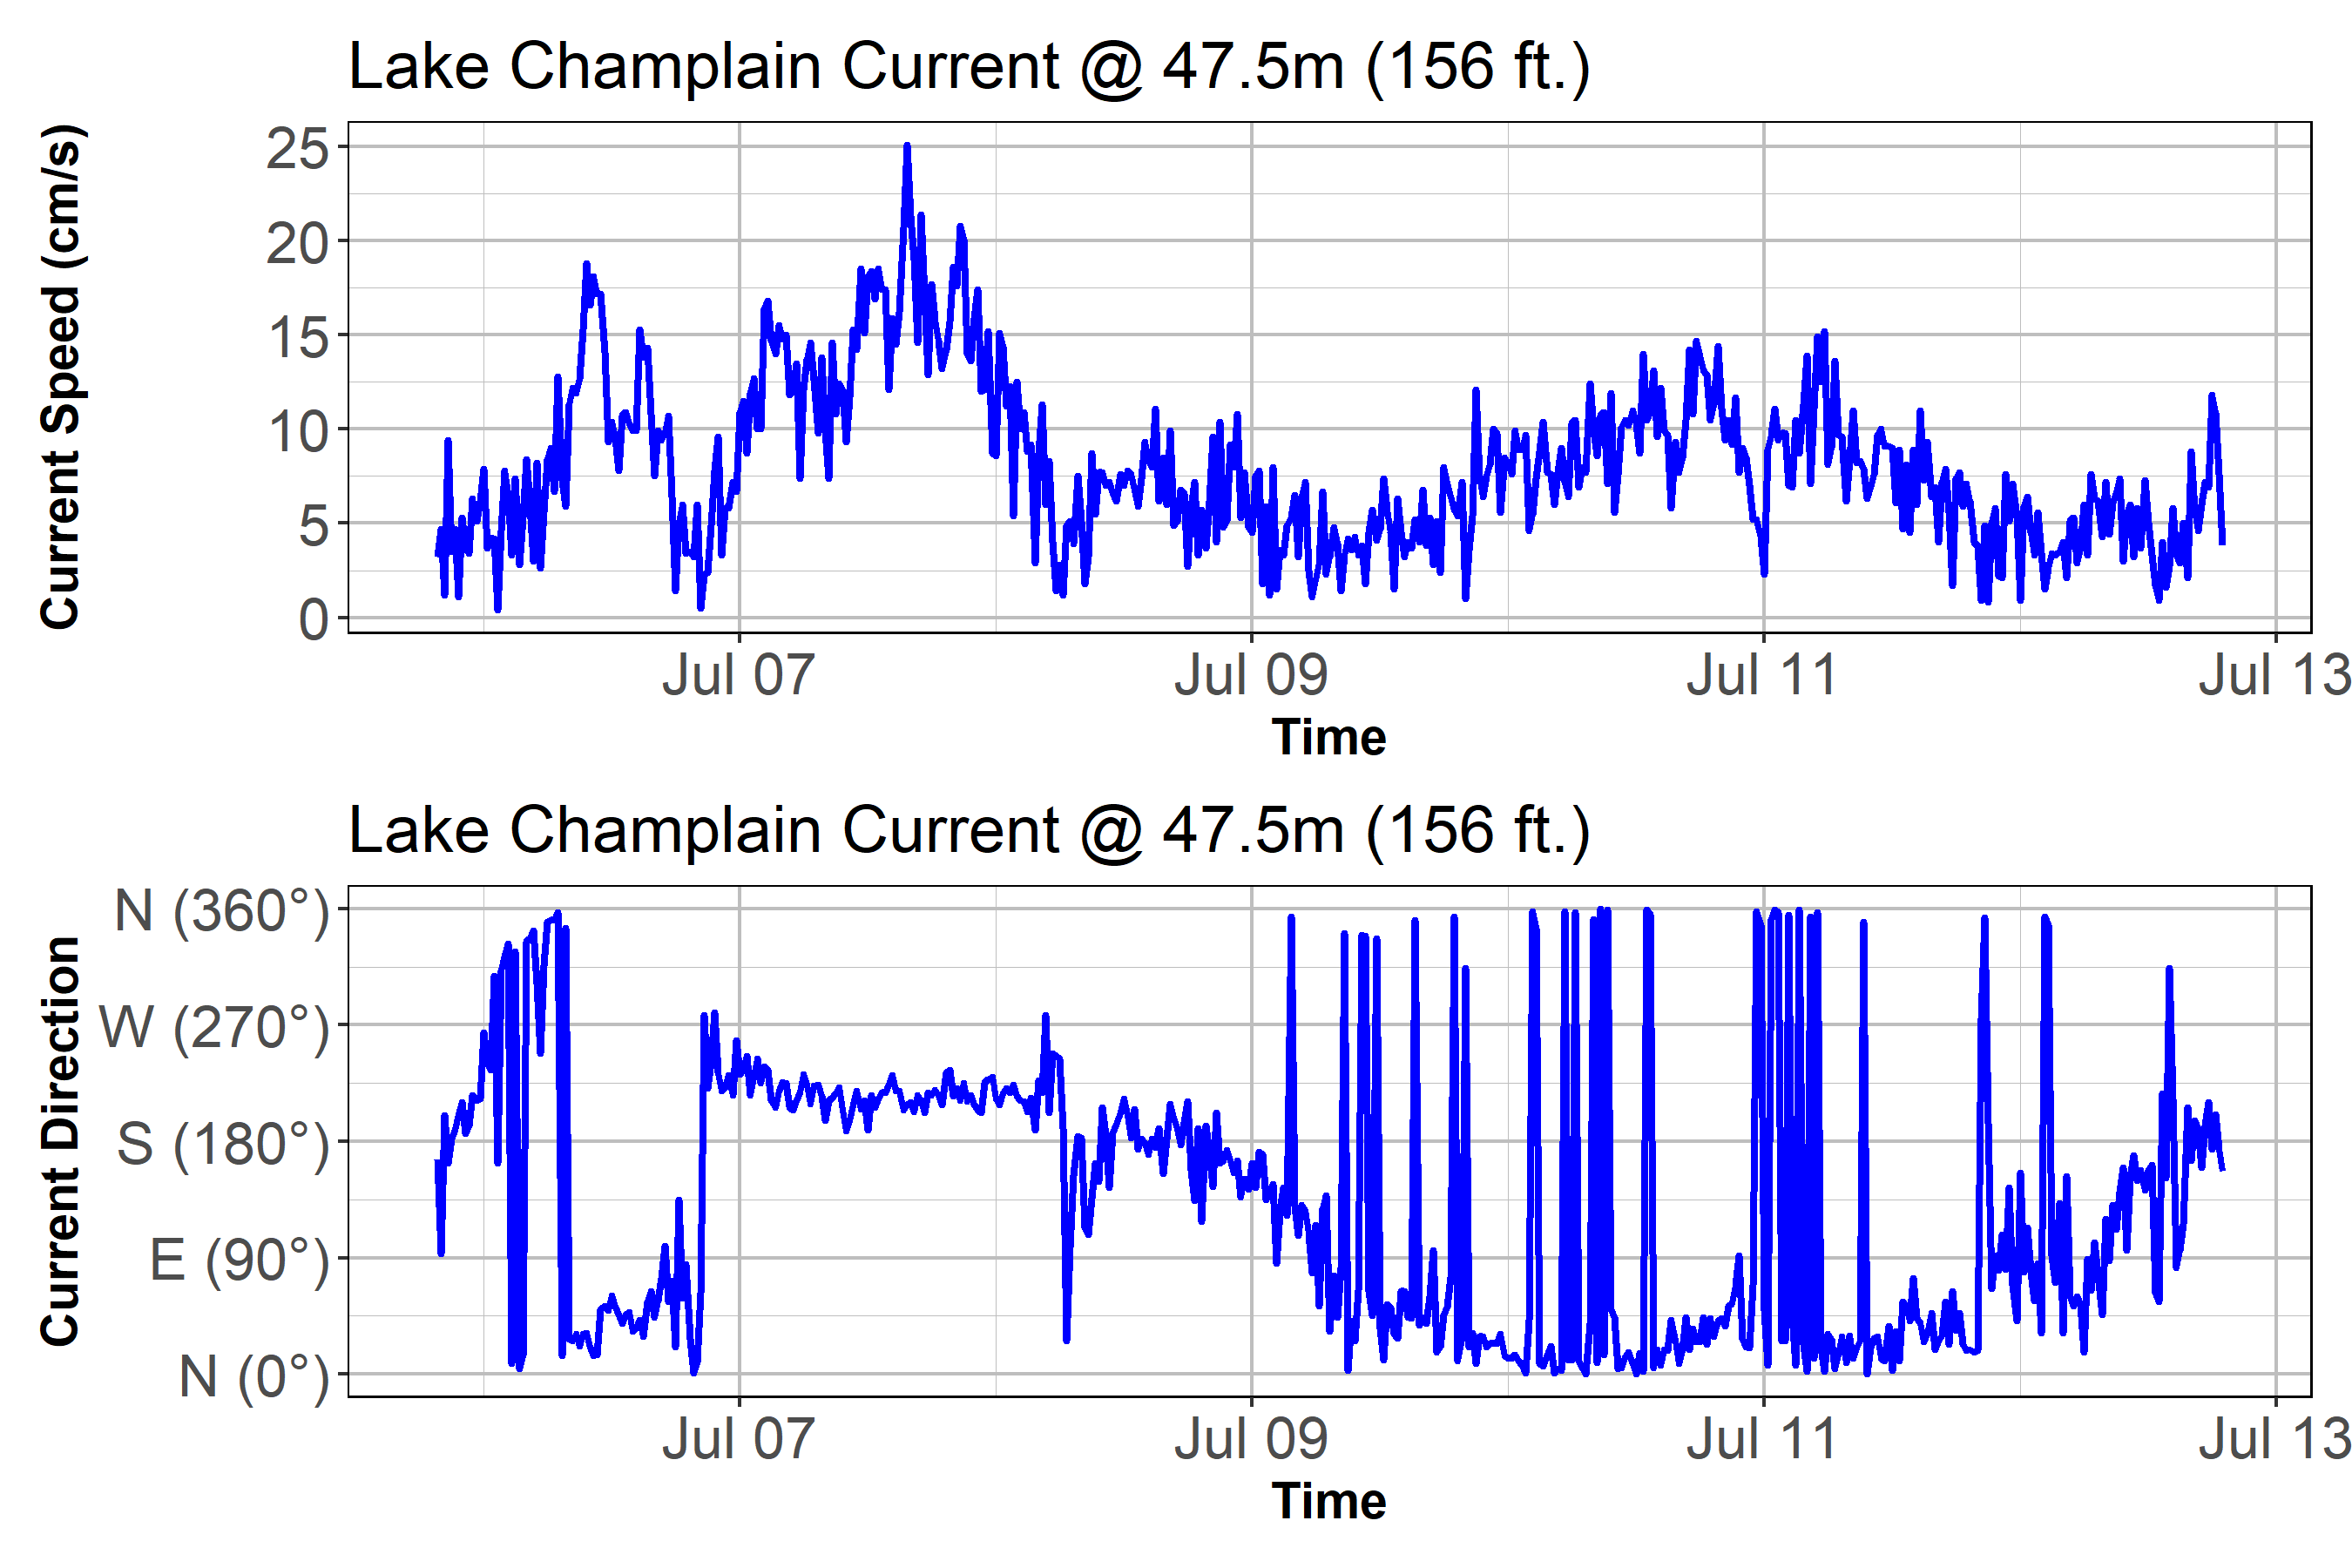 Lake Champlain Current @ 47.5m (156 ft.)
Current Speed (cm/s)
25
20
15
10
5
0
Jul 07 Jul 09 Jul 11 Jul 13
Time
Lake Champlain Current @ 47.5m (156 ft.)
Current Direction
N (360°)
W (270°)
S (180°)
E (90°)
N (0°)
Jul 07 Jul 09 Jul 11 Jul 13
Time